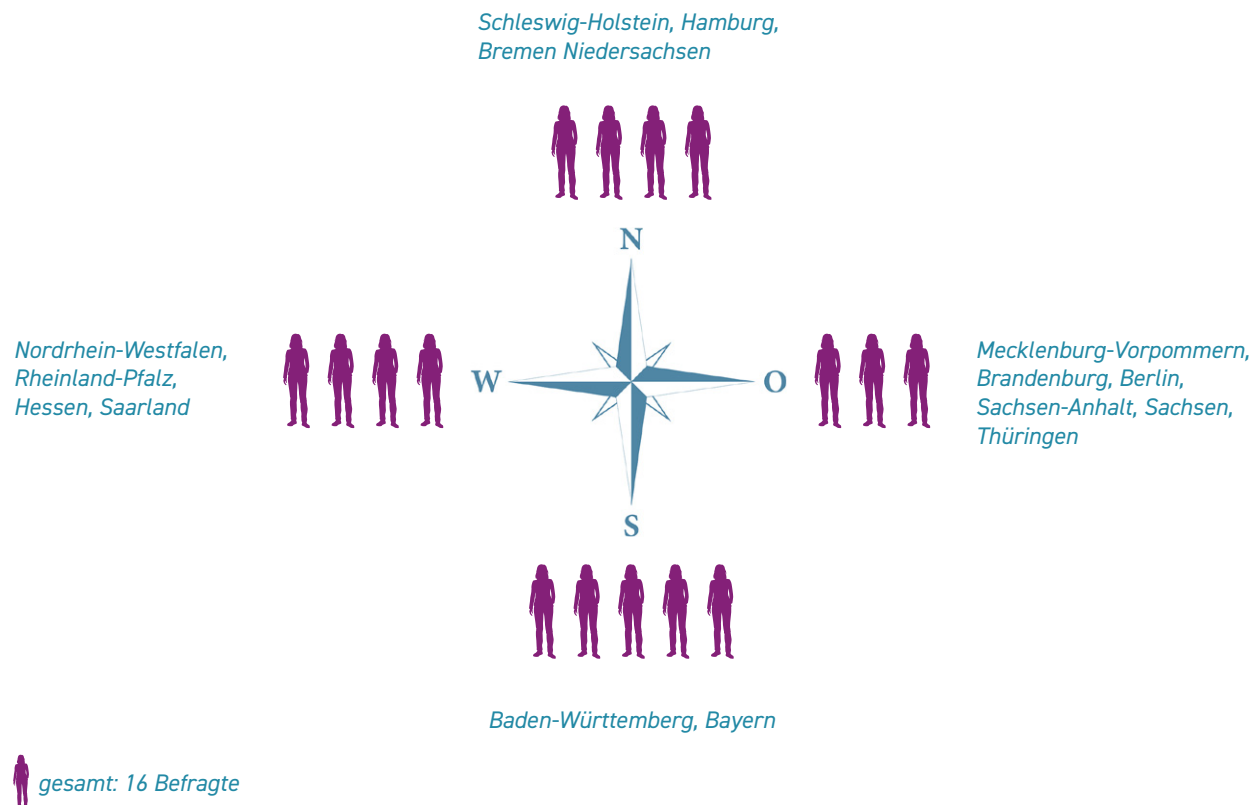 Schleswig-Holstein, Hamburg,
Bremen Niedersachsen
N
Nordrhein-Westfalen,
Rheinland-Pfalz,
Hessen, Saarland
W
O
Mecklenburg-Vorpommern,
Brandenburg, Berlin,
Sachsen-Anhalt, Sachsen,
Thüringen
S
Baden-Württemberg, Bayern
gesamt: 16 Befragte